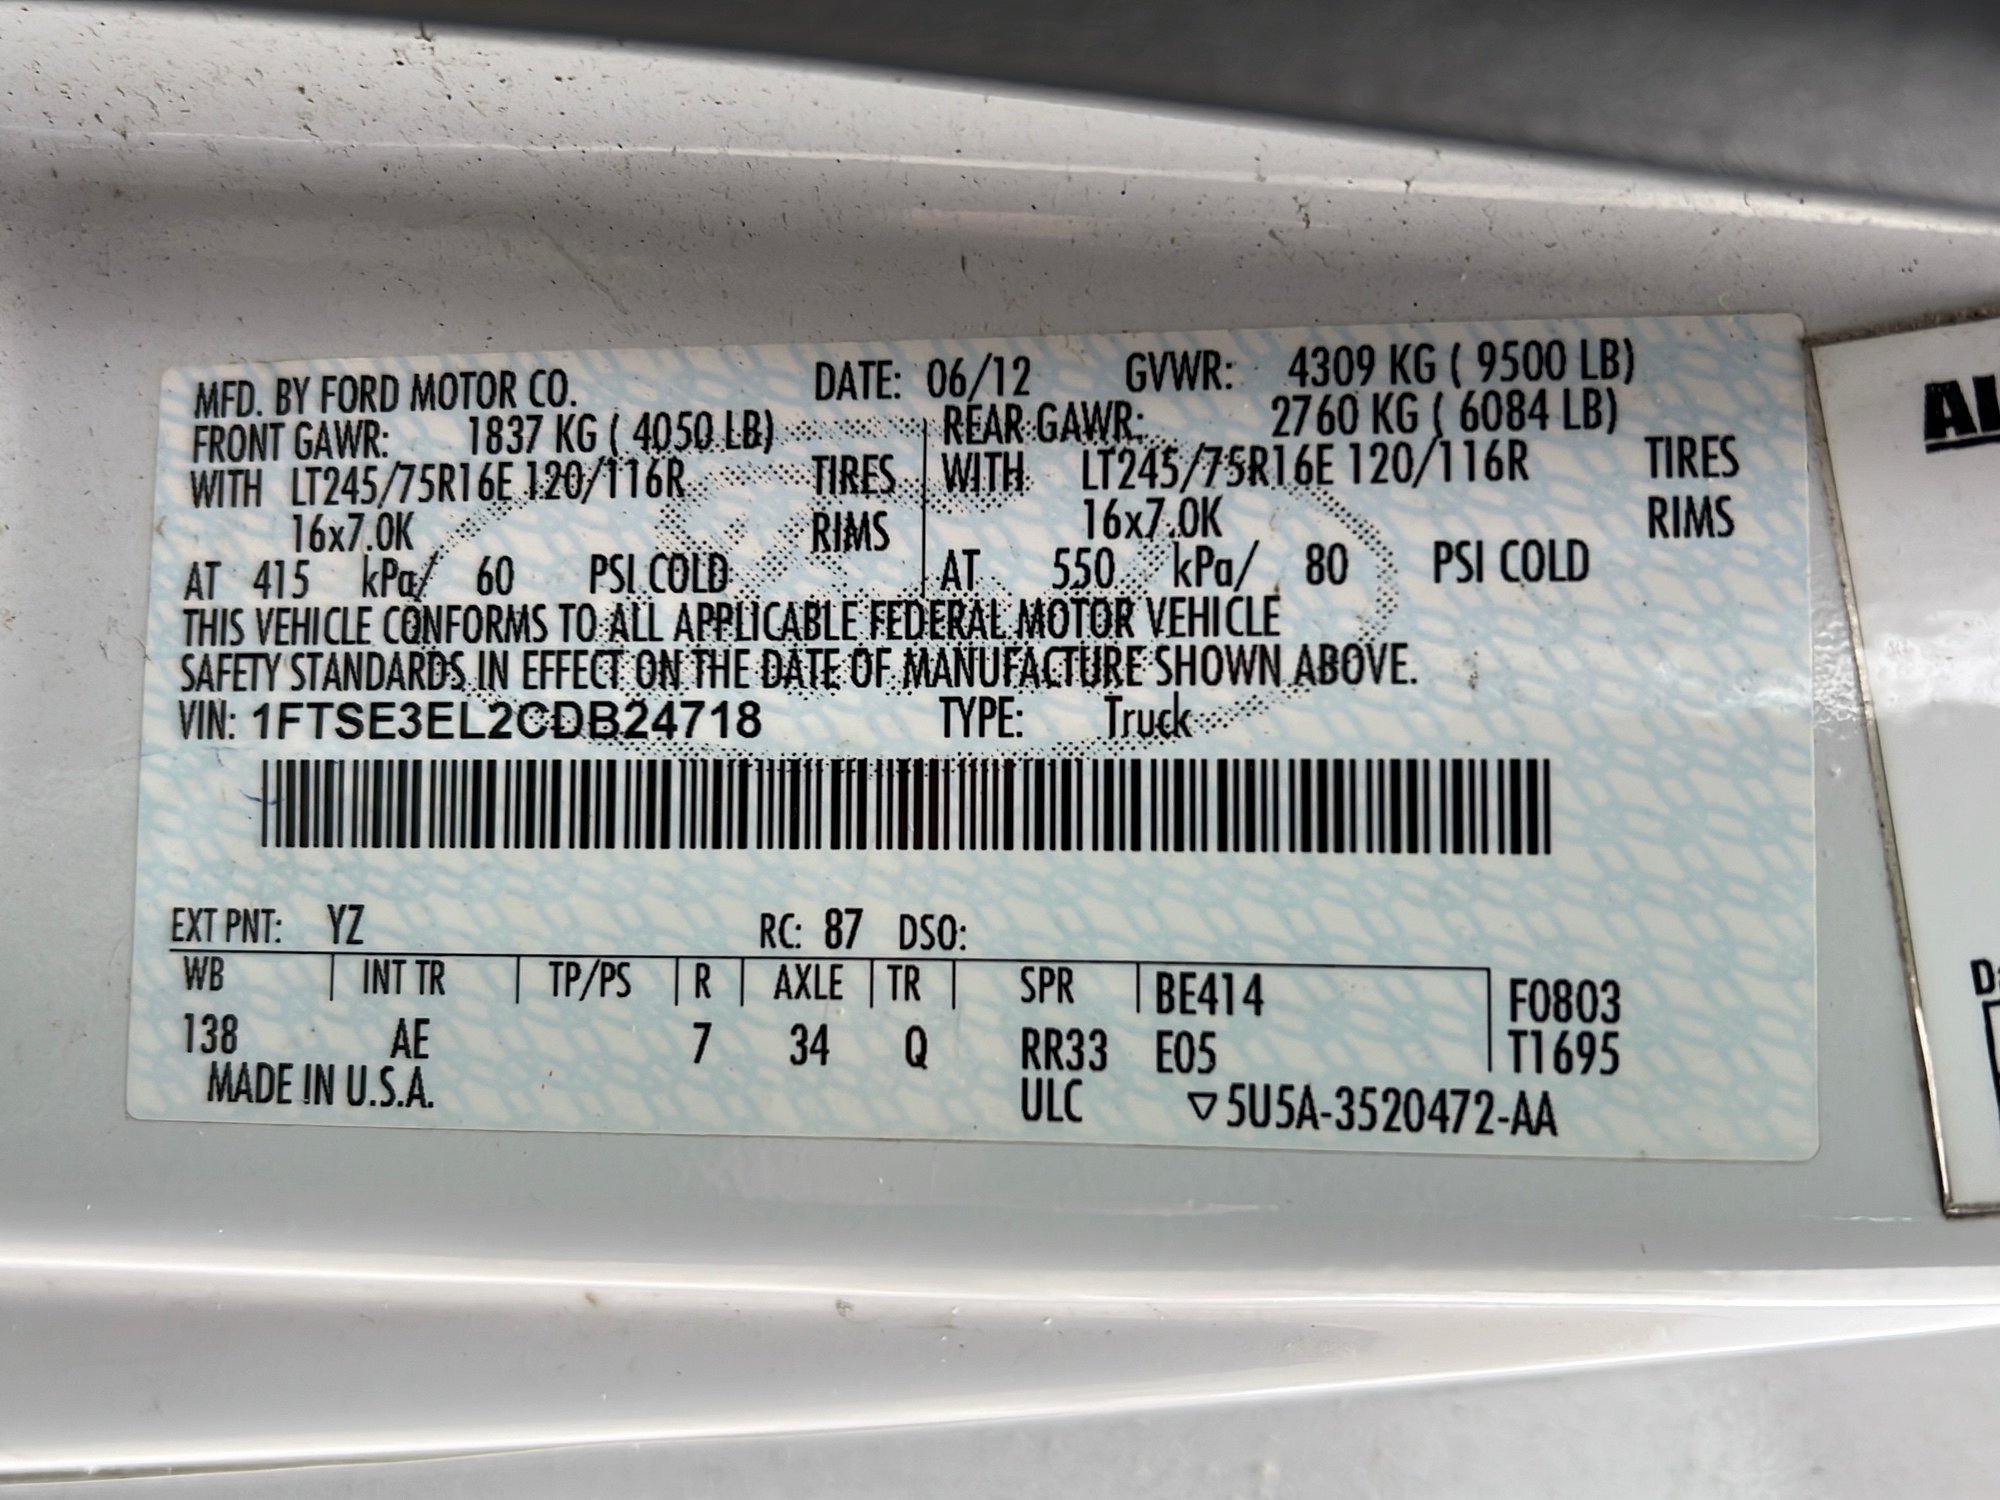 MFD. BY FORD MOTOR CO. DATE: 06/12 GVWR: 4309 KG ( 9500 LB)
FRONT GAWR: 1837 KG ( 4050 LB) REAR GAWR: 2760 KG ( 6084 LB)
WITH LT245/75R16E 120/116R TIRES WITH LT245/75R16E 120/116R TIRES
16x7.0K RIMS 16x7.0K RIMS
AT 415 kPa/ 60 PSI COLD AT 550 kPa/ 80 PSI COLD
THIS VEHICLE CONFORMS TO ALL APPLICABLE FEDERAL MOTOR VEHICLE
SAFETY STANDARDS IN EFFECT ON THE DATE OF MANUFACTURE SHOWN ABOVE.
VIN: 1FTSE3EL2CDB24718 TYPE: Truck
EXT PNT: YZ RC: 87 DSO:
WB INT TR TP/PS R AXLE TR SPR BE414 F0803
138 AE 7 34 Q RR33 E05 T1695
MADE IN U.S.A. ULC ▽5U5A-3520472-AA